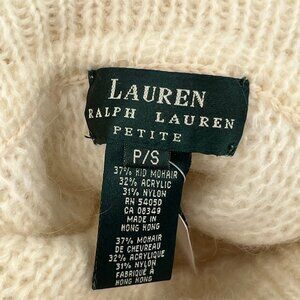 LAUREN
RALPH LAUREN
PETITE
P/S
37% KID MOHAIR
32% ACRYLIC
31% NYLON
RN 54050
CA 08349
MADE IN
HONG KONG
37% MOHAIR
DE CHEVREAU
32% ACRYLIQUE
31% NYLON
FABRIQUÉ À
HONG KONG